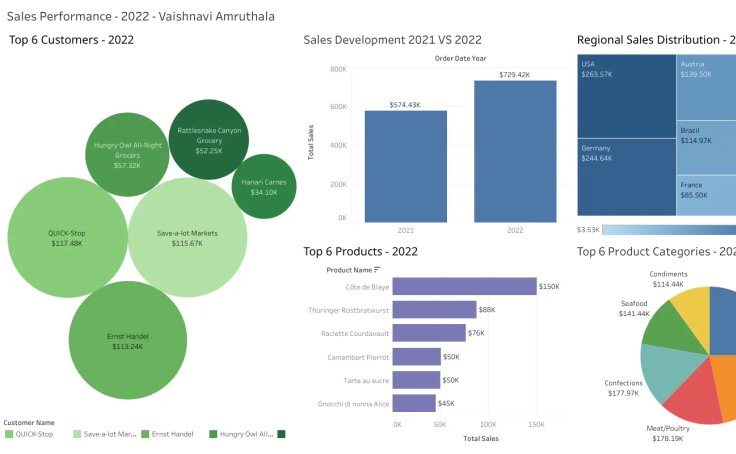 Sales Performance - 2022 - Vaishnavi Amruthala
Top 6 Customers - 2022
Rattlesnake Canyon
Grocery
$52.25K
Hungry Owl All-Night
Grocers
$57.32K
Hanari Carnes
$34.10K
QUICK-Stop
$117.48K
Save-a-lot Markets
$115.67K
Ernst Handel
$113.24K
Customer Name
QUICK-Stop
Save-a-lot Mar...
Ernst Handel
Hungry Owl All...
Sales Development 2021 VS 2022
Order Date Year
Total Sales
800K
600K
400K
200K
0K
$574.43K
$729.42K
2021
2022
Top 6 Products - 2022
Product Name
Côte de Blaye
$150K
Thüringer Rostbratwurst
$88K
Raclette Courdavault
$76K
Camembert Pierrot
$50K
Tarte au sucre
$50K
Gnocchi di nonna Alice
$45K
0K
50K
100K
150K
Total Sales
Regional Sales Distribution - 2
USA
$263.57K
Austria
$139.50K
Brazil
$114.97K
Germany
$244.64K
France
$85.50K
$3.53K
Top 6 Product Categories - 202
Condiments
$114.44K
Seafood
$141.44K
Confections
$177.97K
Meat/Poultry
$178.19K